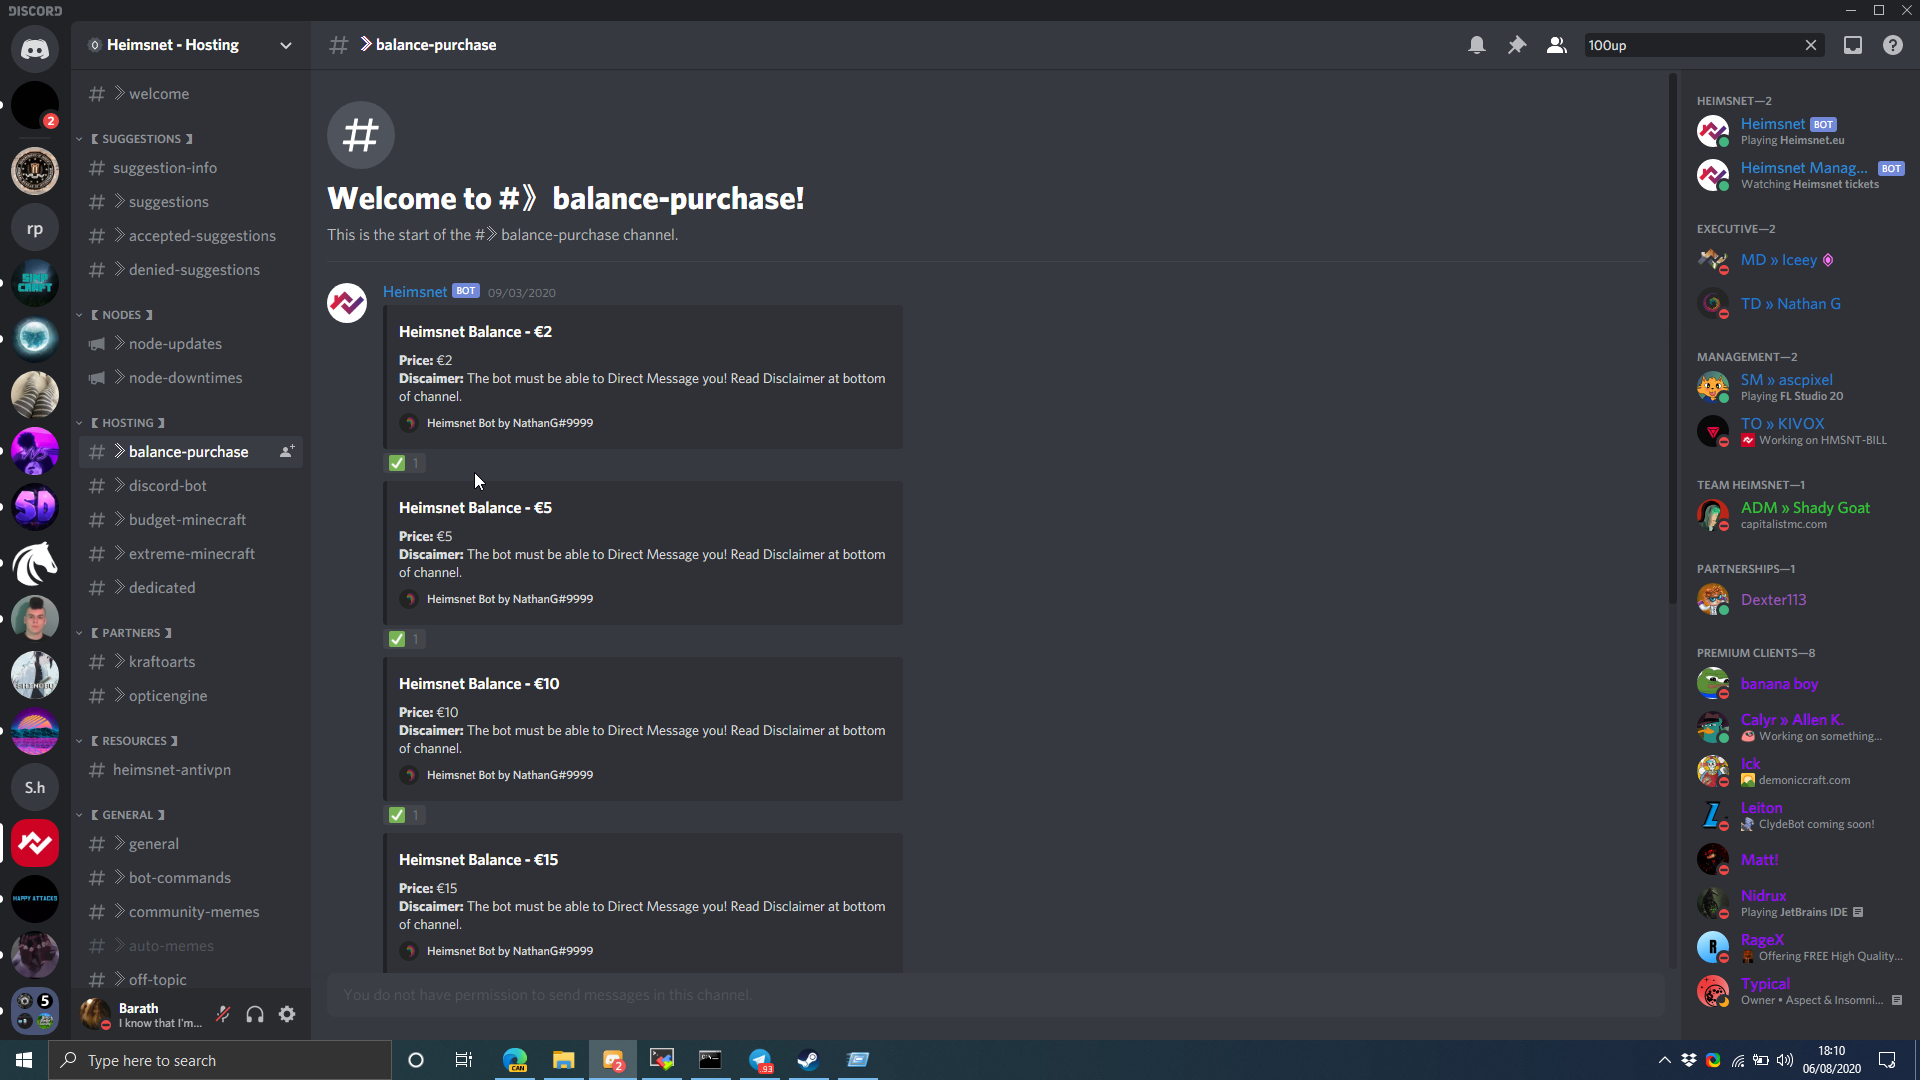 DISCORD
Heimsnet - Hosting
# 》balance-purchase
100up
2
rp
SIMP CRAFT
SD
S.h
HAPPY ATTACKS
5
# 》welcome
【 SUGGESTIONS 】
# suggestion-info
# 》suggestions
# 》accepted-suggestions
# 》denied-suggestions
【 NODES 】
》node-updates
》node-downtimes
【 HOSTING 】
# 》balance-purchase
# 》discord-bot
# 》budget-minecraft
# 》extreme-minecraft
# 》dedicated
【 PARTNERS 】
# 》kraftoarts
# 》opticengine
【 RESOURCES 】
# heimsnet-antivpn
【 GENERAL 】
# 》general
# 》bot-commands
# 》community-memes
# 》auto-memes
# 》off-topic
Barath
I know that I'm...
Welcome to #》balance-purchase!
This is the start of the #》balance-purchase channel.
Heimsnet BOT 09/03/2020
Heimsnet Balance - €2
Price: €2
Discaimer: The bot must be able to Direct Message you! Read Disclaimer at bottom
of channel.
Heimsnet Bot by NathanG#9999
1
Heimsnet Balance - €5
Price: €5
Discaimer: The bot must be able to Direct Message you! Read Disclaimer at bottom
of channel.
Heimsnet Bot by NathanG#9999
1
Heimsnet Balance - €10
Price: €10
Discaimer: The bot must be able to Direct Message you! Read Disclaimer at bottom
of channel.
Heimsnet Bot by NathanG#9999
1
Heimsnet Balance - €15
Price: €15
Discaimer: The bot must be able to Direct Message you! Read Disclaimer at bottom
of channel.
Heimsnet Bot by NathanG#9999
You do not have permission to send messages in this channel.
HEIMSNET—2
Heimsnet BOT
Playing Heimsnet.eu
Heimsnet Manag... BOT
Watching Heimsnet tickets
EXECUTIVE—2
MD » Iceey
TD » Nathan G
MANAGEMENT—2
SM » ascpixel
Playing FL Studio 20
TO » KIVOX
Working on HMSNT-BILL
TEAM HEIMSNET—1
ADM » Shady Goat
capitalistmc.com
PARTNERSHIPS—1
Dexter113
PREMIUM CLIENTS—8
banana boy
Calyr » Allen K.
Working on something...
Ick
demoniccraft.com
Leiton
ClydeBot coming soon!
Matt!
Nidrux
Playing JetBrains IDE
R
RageX
Offering FREE High Quality...
Typical
Owner • Aspect & Insomni...
Type here to search
CAN
2
.93
18:10
06/08/2020